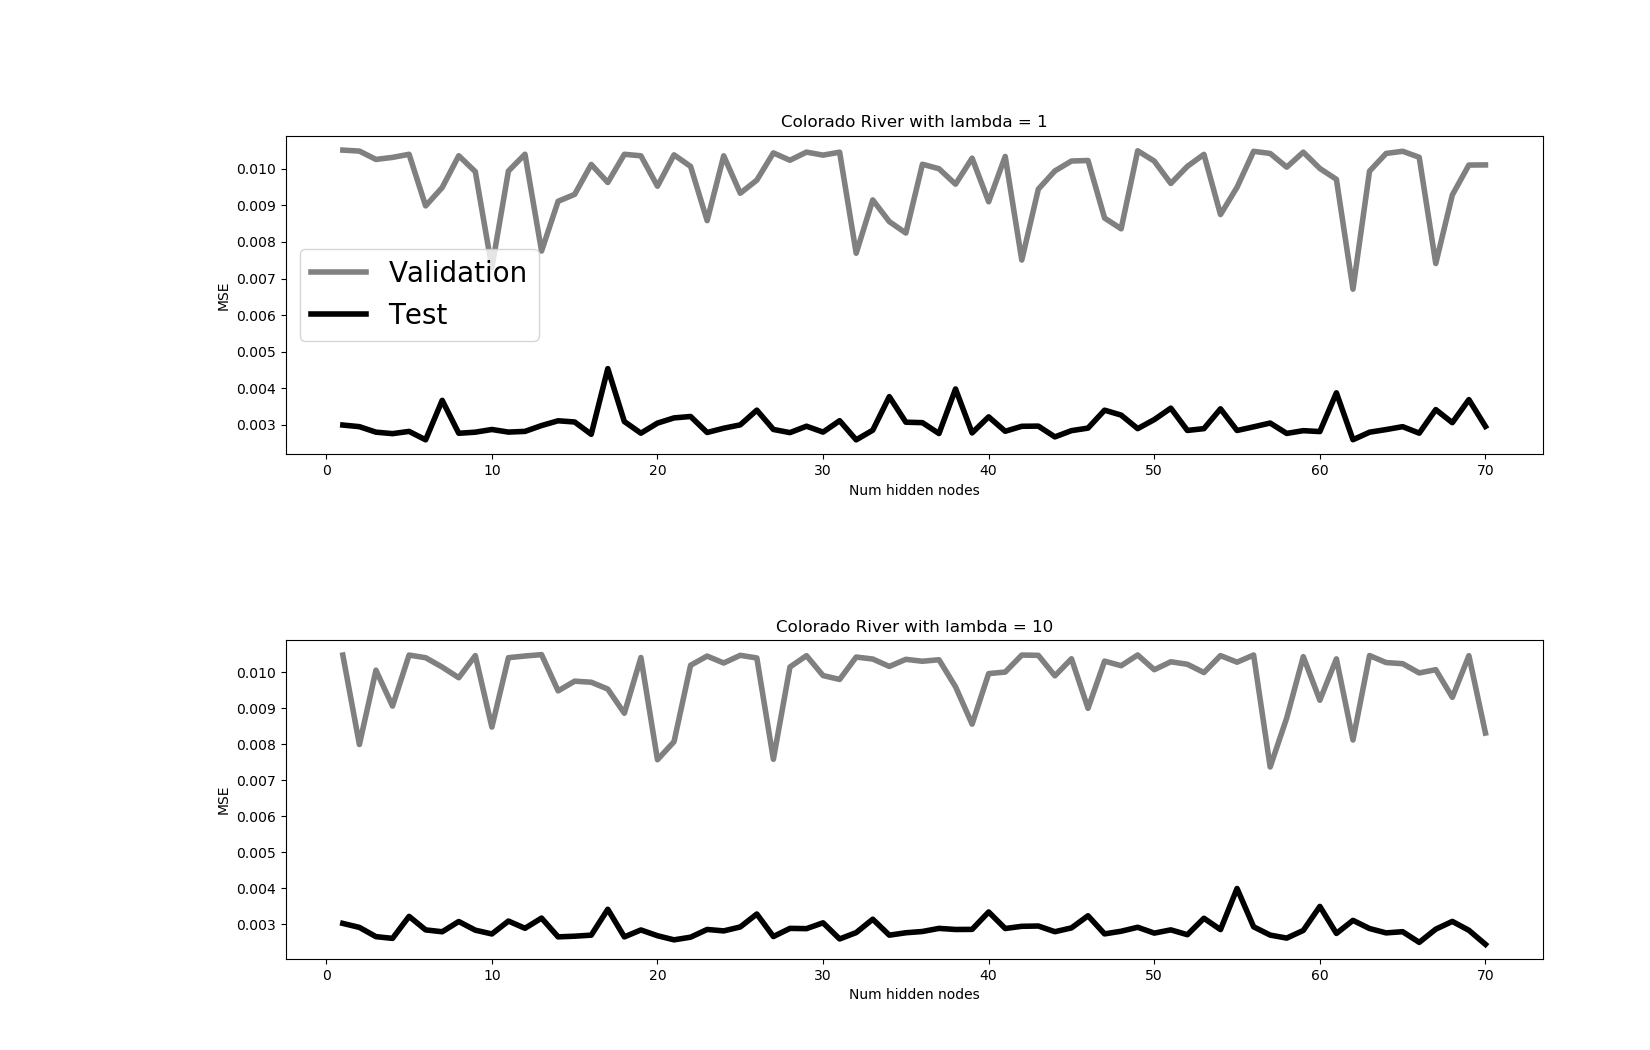 Colorado River with lambda = 1
0.010
0.009
0.008
0.007
0.006
0.005
0.004
0.003
MSE
Validation
Test
0 10 20 30 40 50 60 70
Num hidden nodes
Colorado River with lambda = 10
0.010
0.009
0.008
0.007
0.006
0.005
0.004
0.003
MSE
0 10 20 30 40 50 60 70
Num hidden nodes